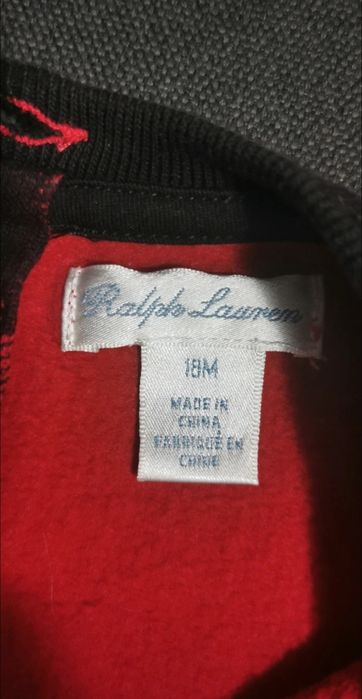 Ralph Lauren
18M
MADE IN
CHINA
FABRIQUÉ EN
CHINE